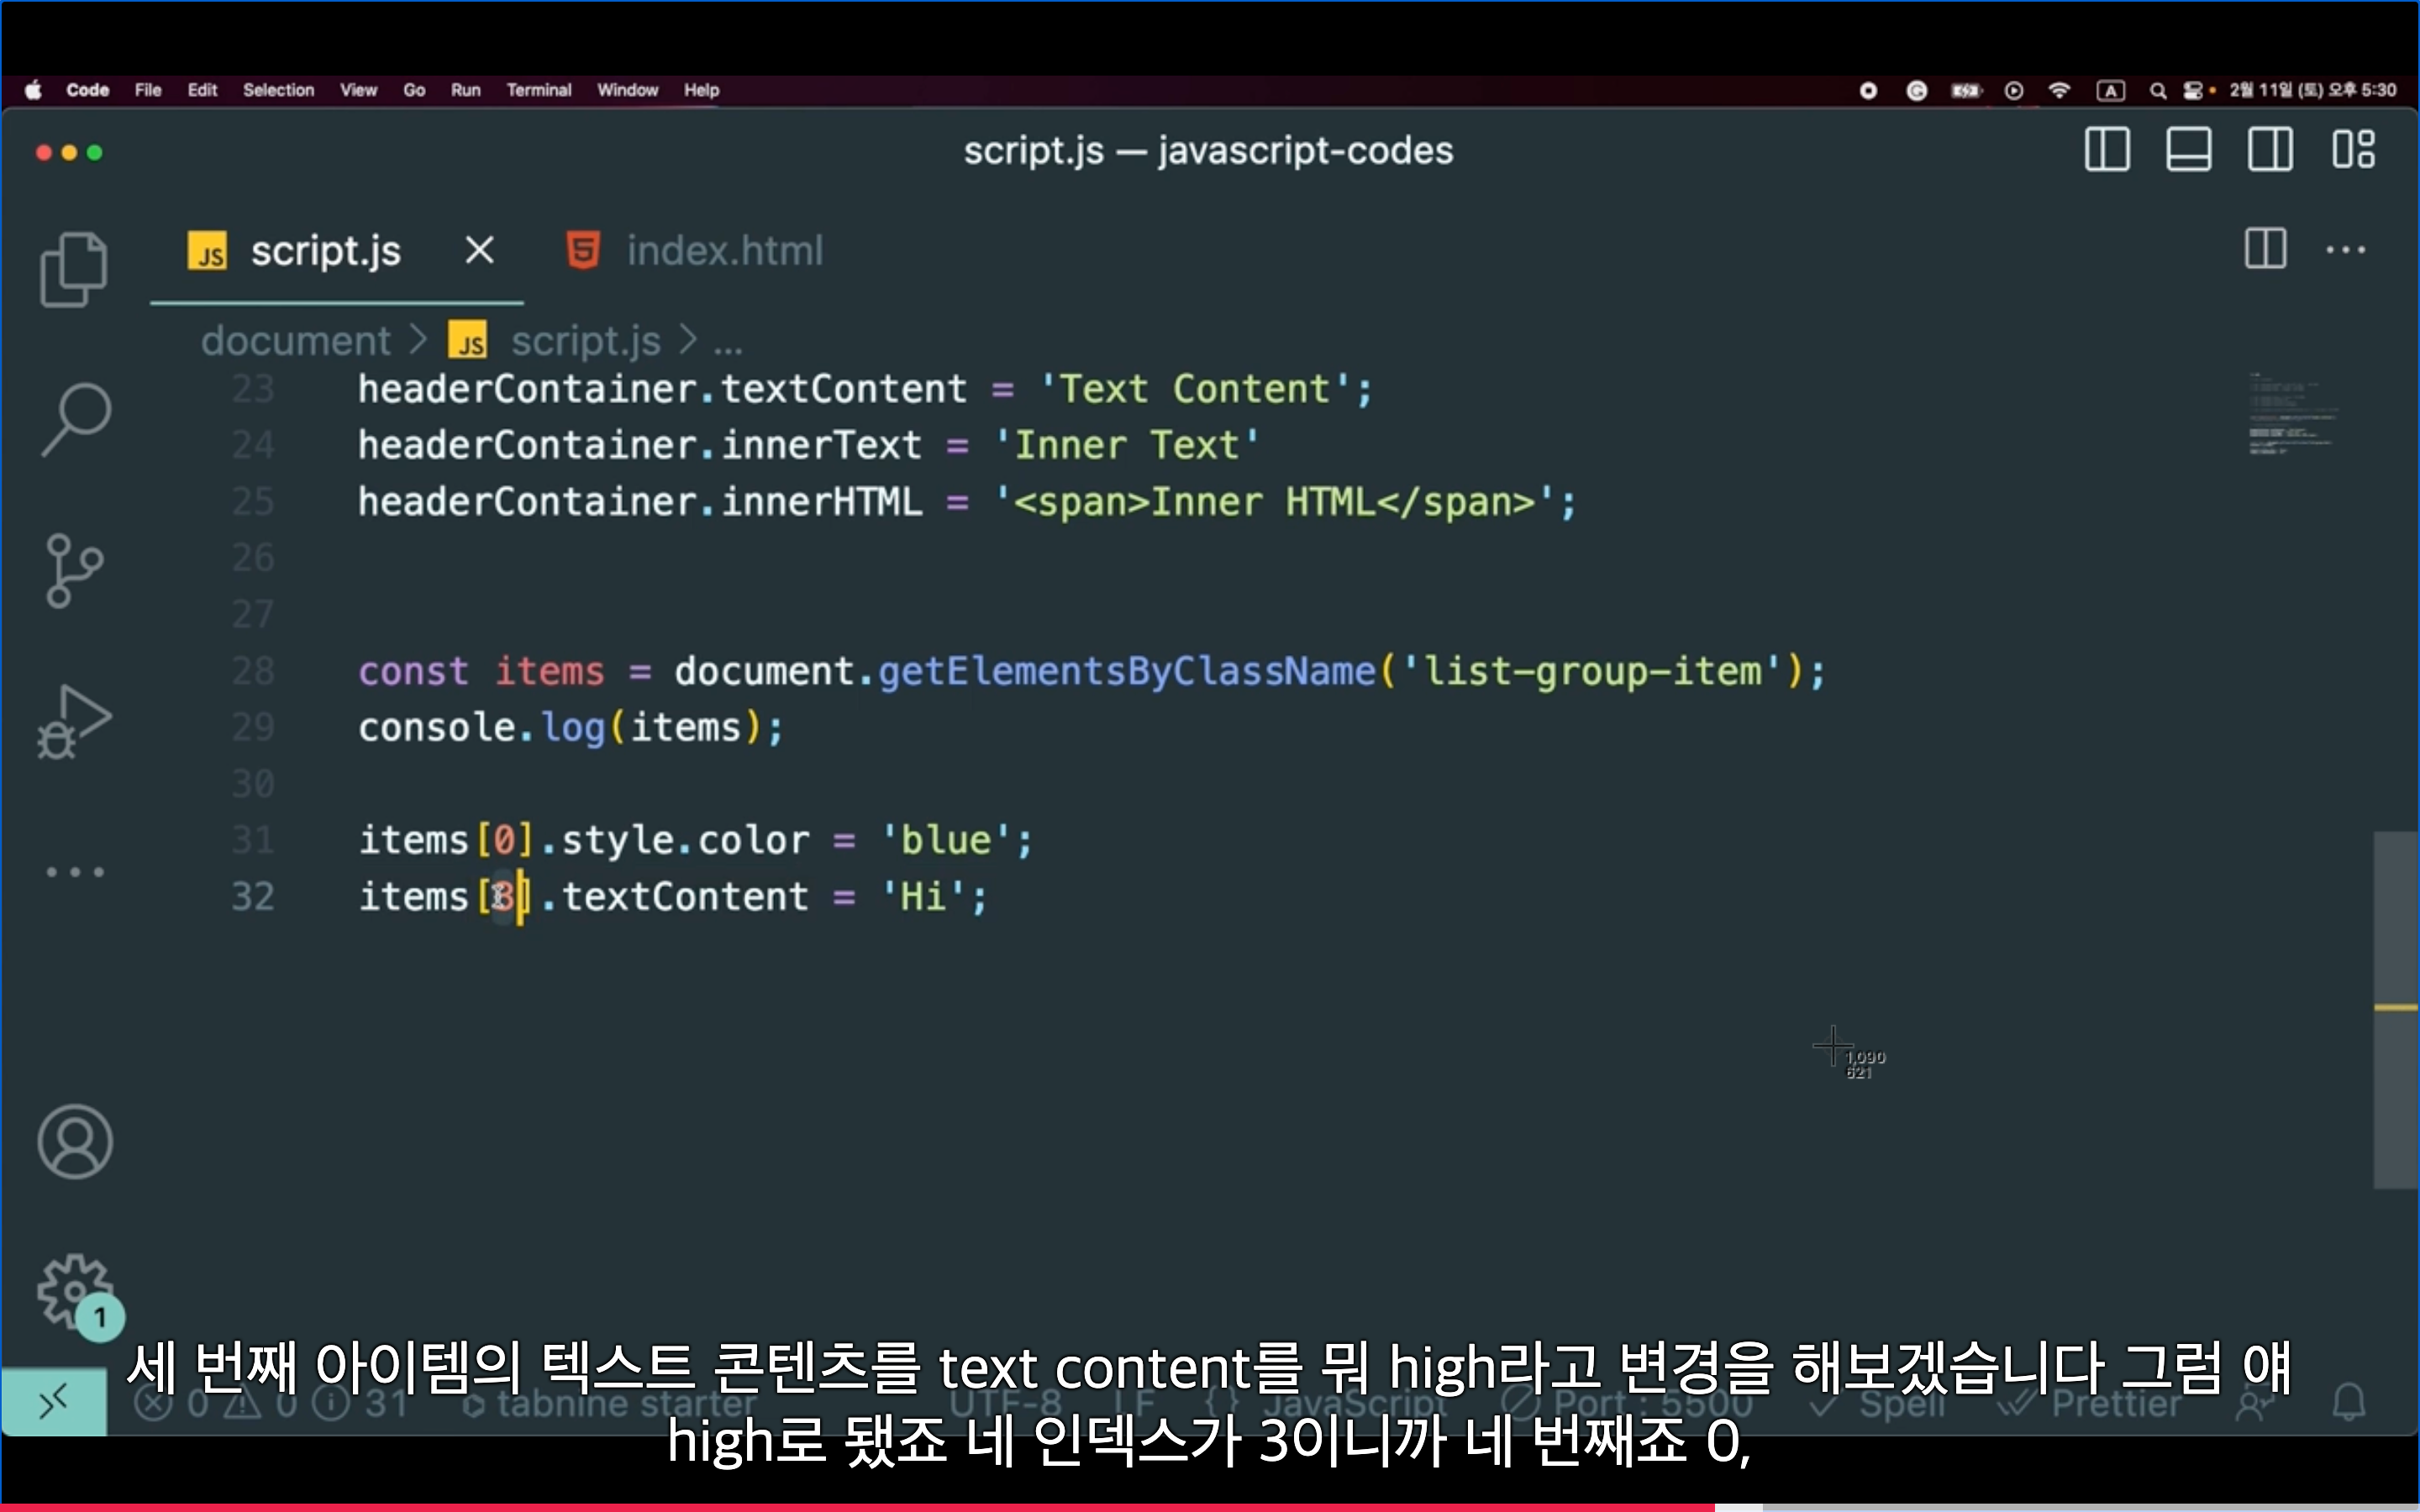 Code File Edit Selection View Go Run Terminal Window Help A 2월 11일 (토) 오후 5:30
script.js — javascript-codes
JS script.js index.html
document > JS script.js > ...
23 headerContainer.textContent = 'Text Content';
24 headerContainer.innerText = 'Inner Text'
25 headerContainer.innerHTML = '<span>Inner HTML</span>';
26
27
28 const items = document.getElementsByClassName('list-group-item');
29 console.log(items);
30
31 items[0].style.color = 'blue';
32 items[3].textContent = 'Hi';
1,090
621
1
세 번째 아이템의 텍스트 콘텐츠를 text content를 뭐 high라고 변경을 해보겠습니다 그럼 얘
0 0 31 tabnine starter UTF-8 LF {} JavaScript Port : 5500 Spell Prettier
high로 됐죠 네 인덱스가 3이니까 네 번째죠 0,